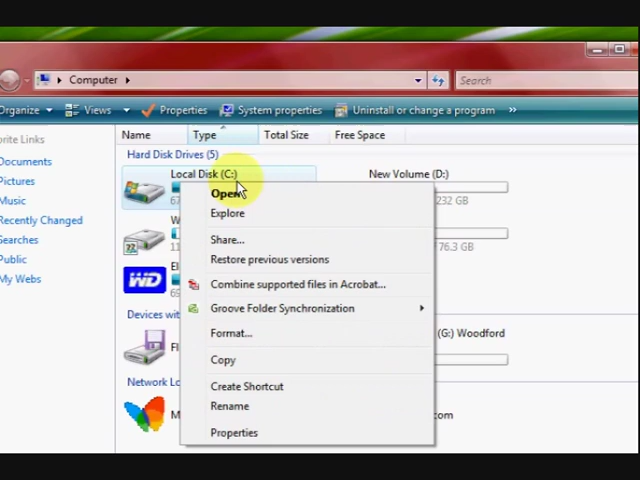 Computer
Search
Organize Views Properties System properties Uninstall or change a program »
Name Type Total Size Free Space
orite Links
Documents
Pictures
Music
Recently Changed
Searches
Public
My Webs
Hard Disk Drives (5)
Local Disk (C:)
New Volume (D:)
232 GB
76.3 GB
WD
Devices with
(G:) Woodford
Network Lo
M
.com
Open
Explore
Share...
Restore previous versions
Combine supported files in Acrobat...
Groove Folder Synchronization
Format...
Copy
Create Shortcut
Rename
Properties